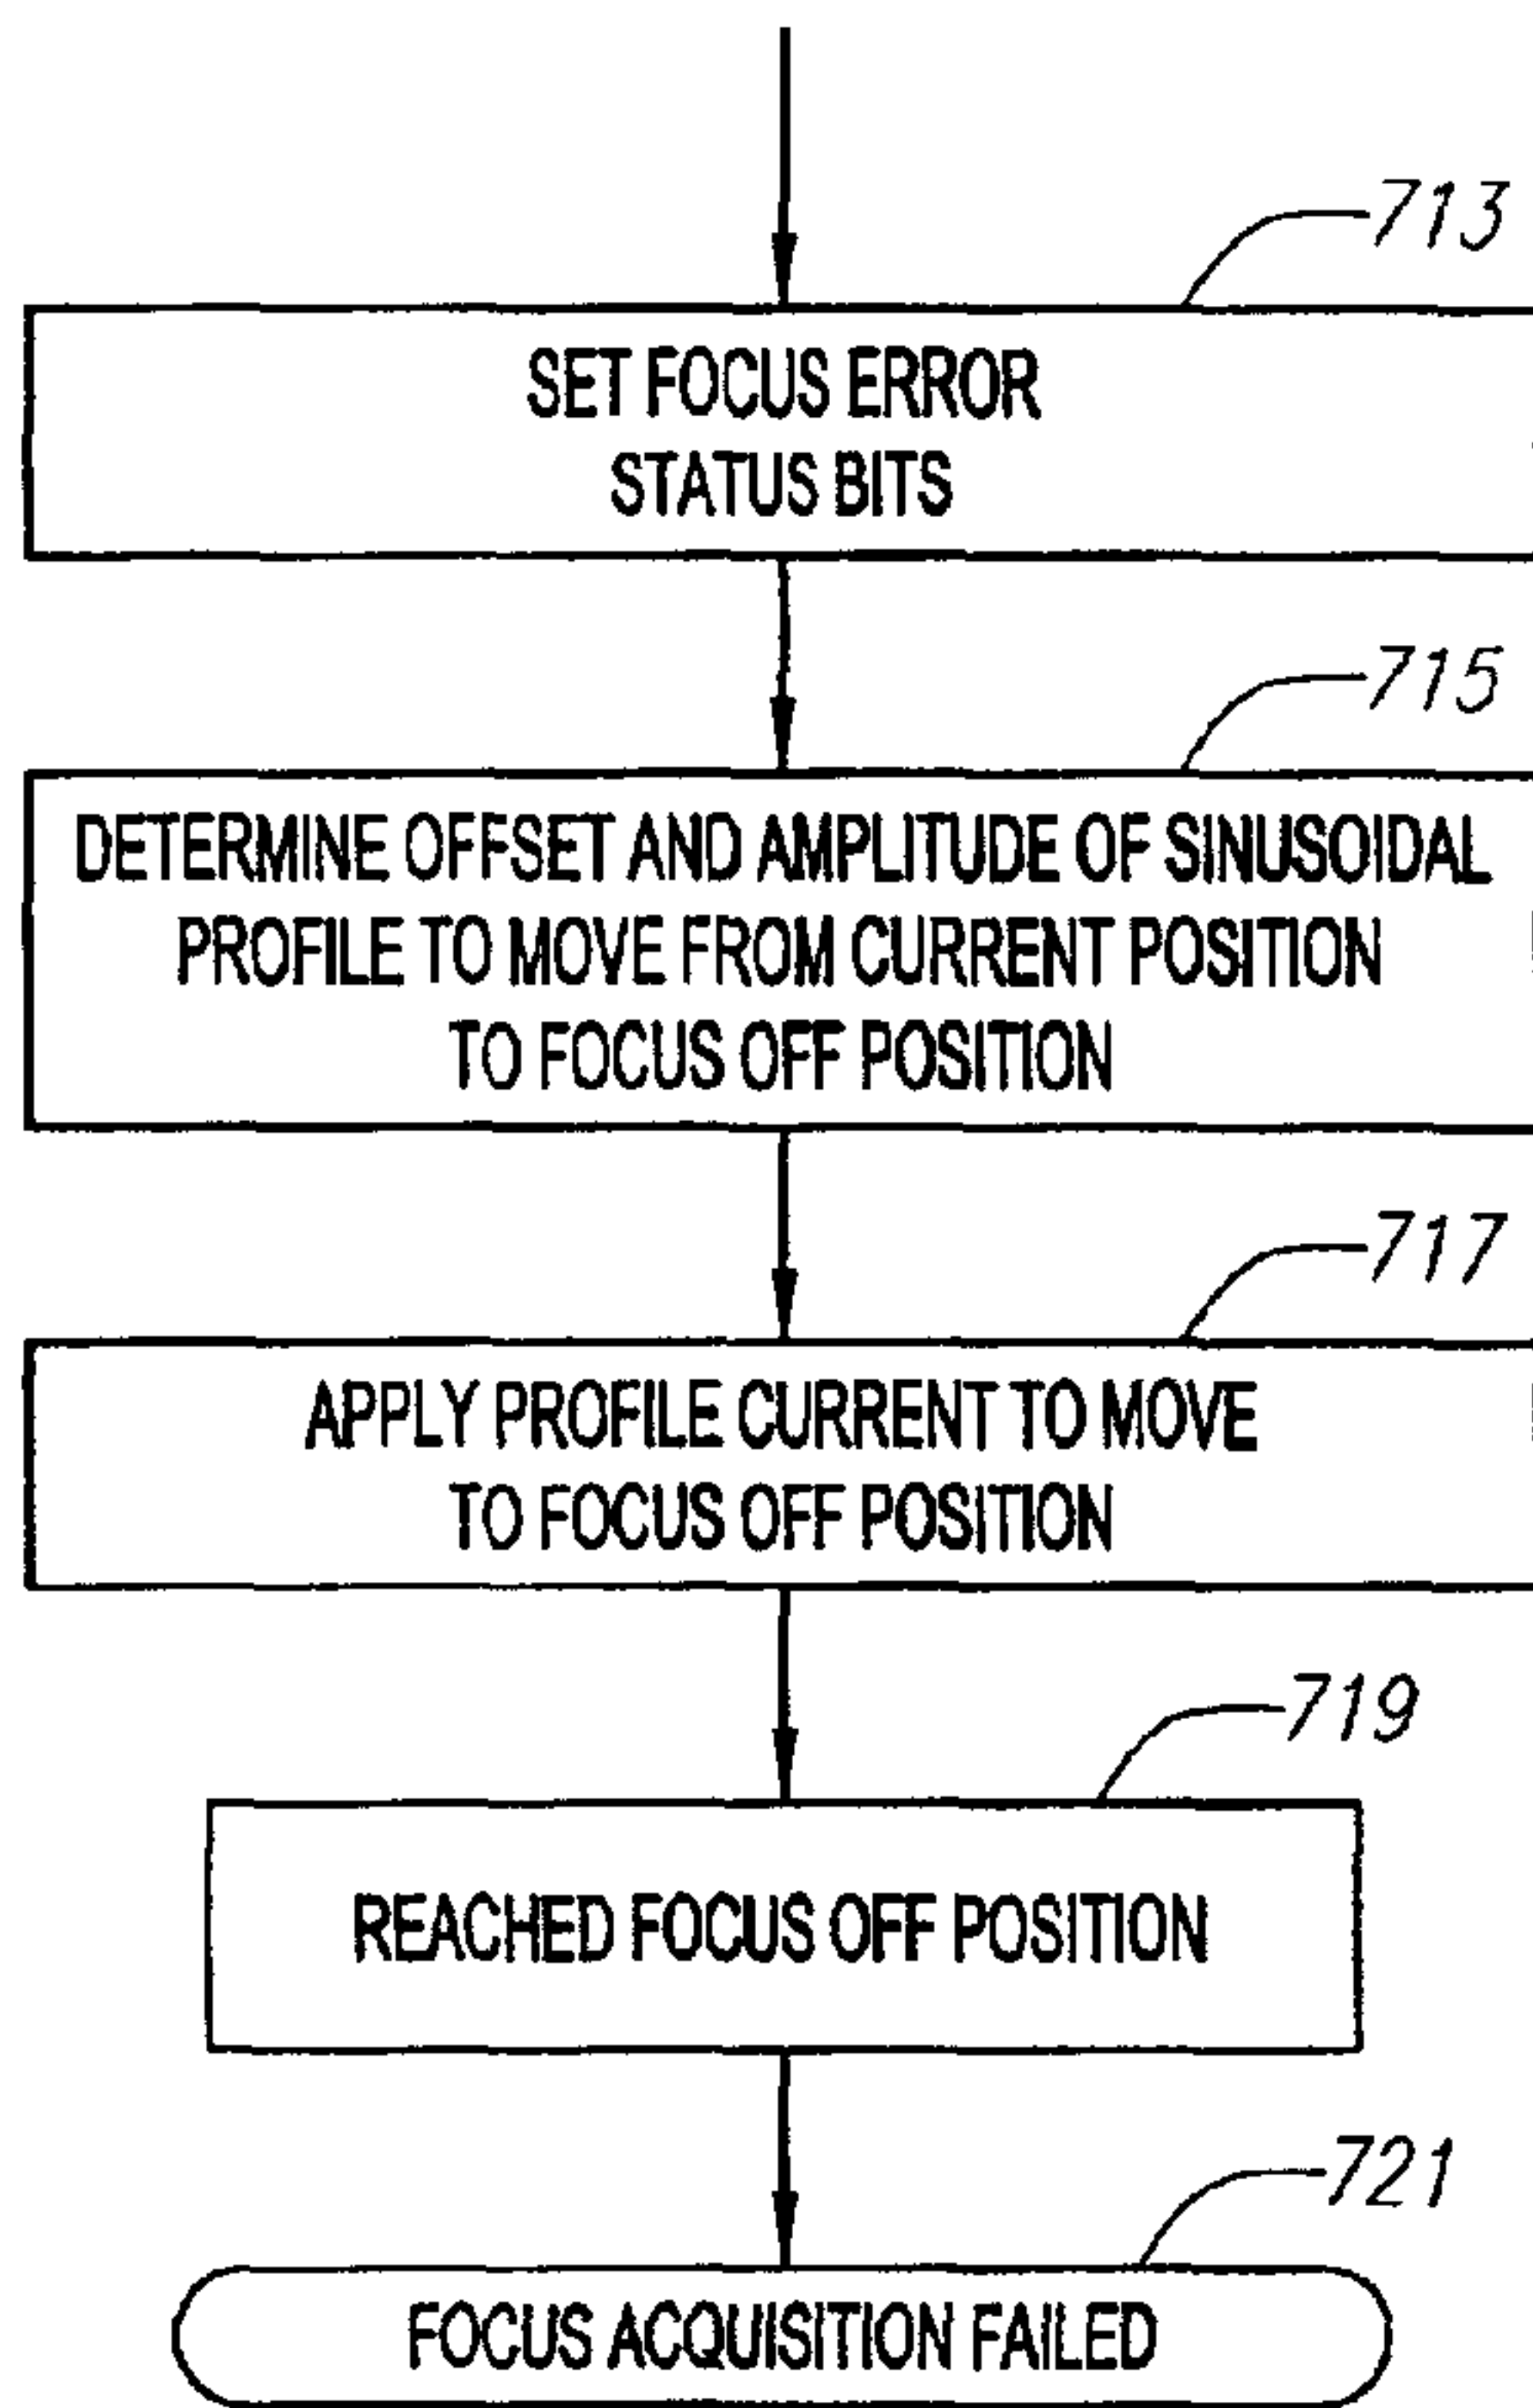 713
SET FOCUS ERROR
STATUS BITS
715
DETERMINE OFFSET AND AMPLITUDE OF SINUSOIDAL
PROFILE TO MOVE FROM CURRENT POSITION
TO FOCUS OFF POSITION
717
APPLY PROFILE CURRENT TO MOVE
TO FOCUS OFF POSITION
719
REACHED FOCUS OFF POSITION
721
FOCUS ACQUISITION FAILED